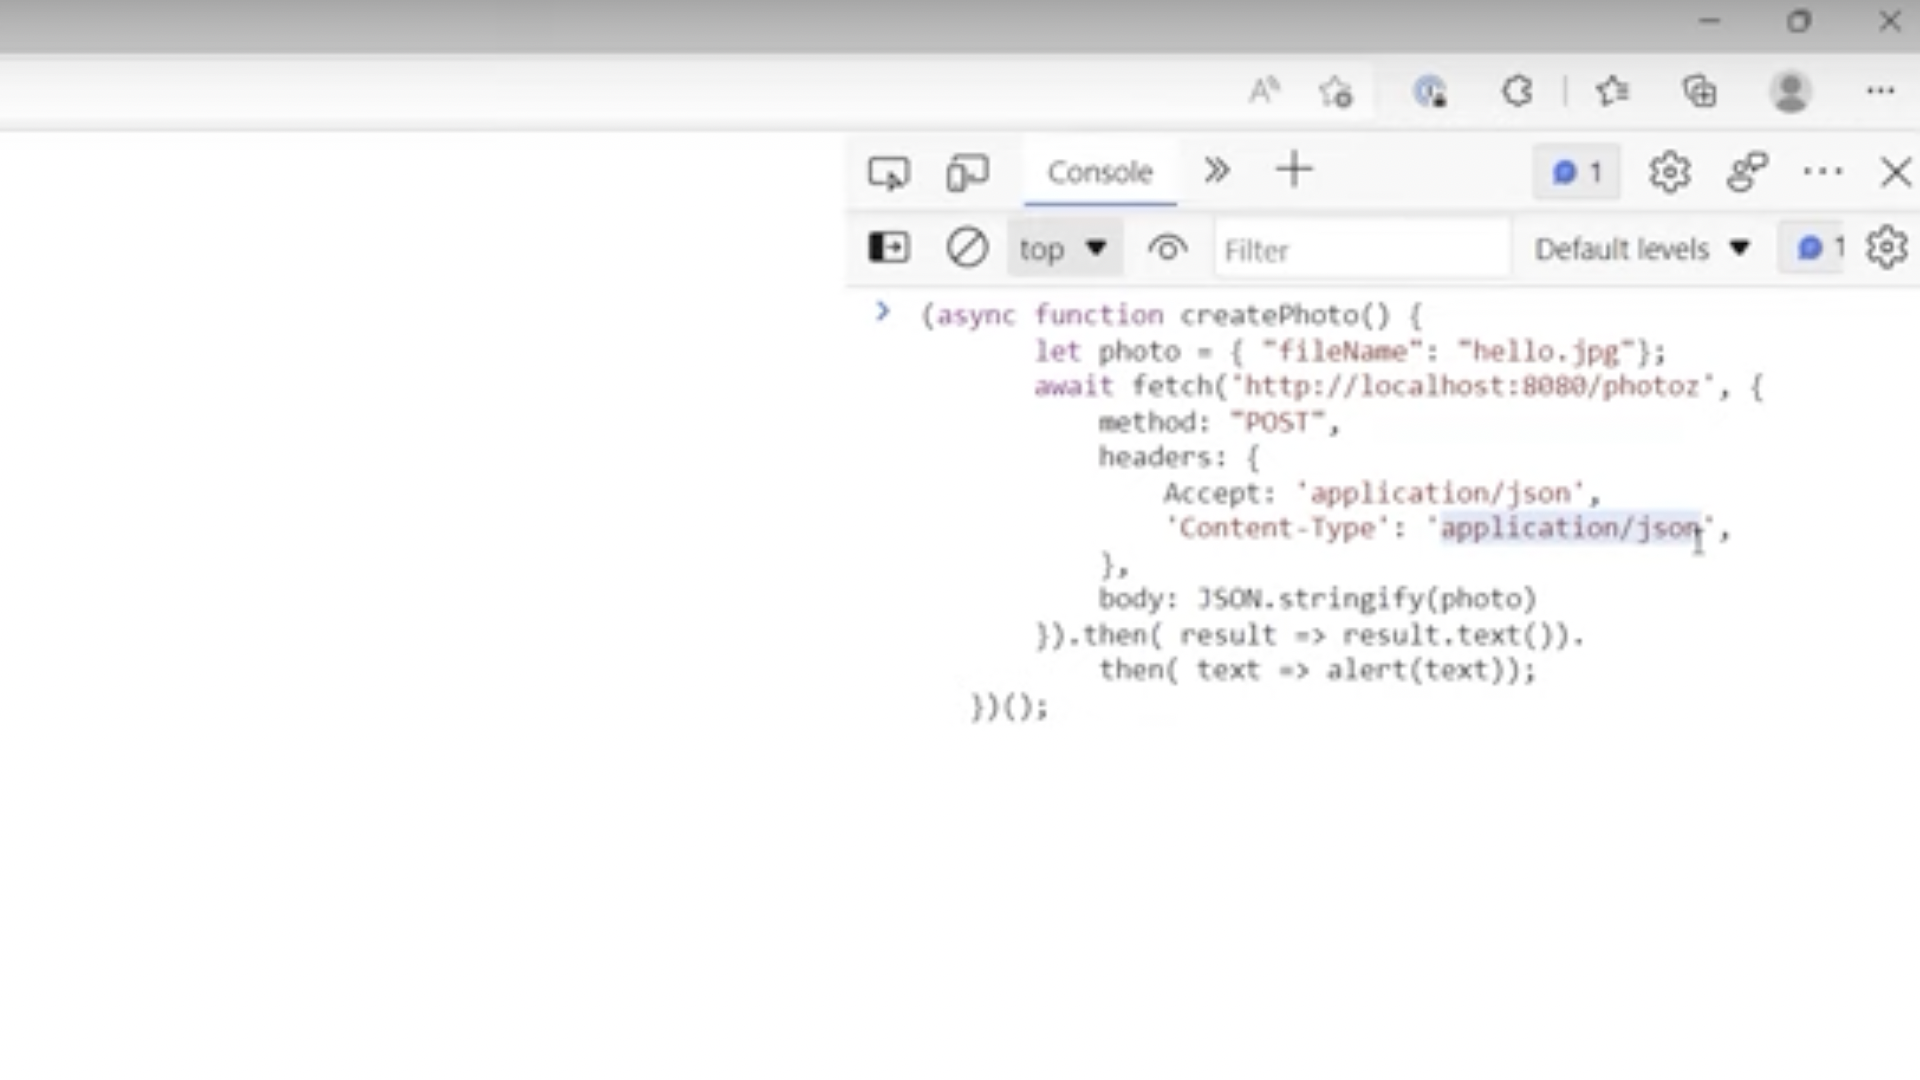 Console
1
top
Filter
Default levels
1
(async function createPhoto() {
let photo = { "fileName": "hello.jpg"};
await fetch('http://localhost:8080/photoz', {
method: "POST",
headers: {
Accept: 'application/json',
'Content-Type': 'application/json',
},
body: JSON.stringify(photo)
}).then( result => result.text()).
then( text => alert(text));
})();